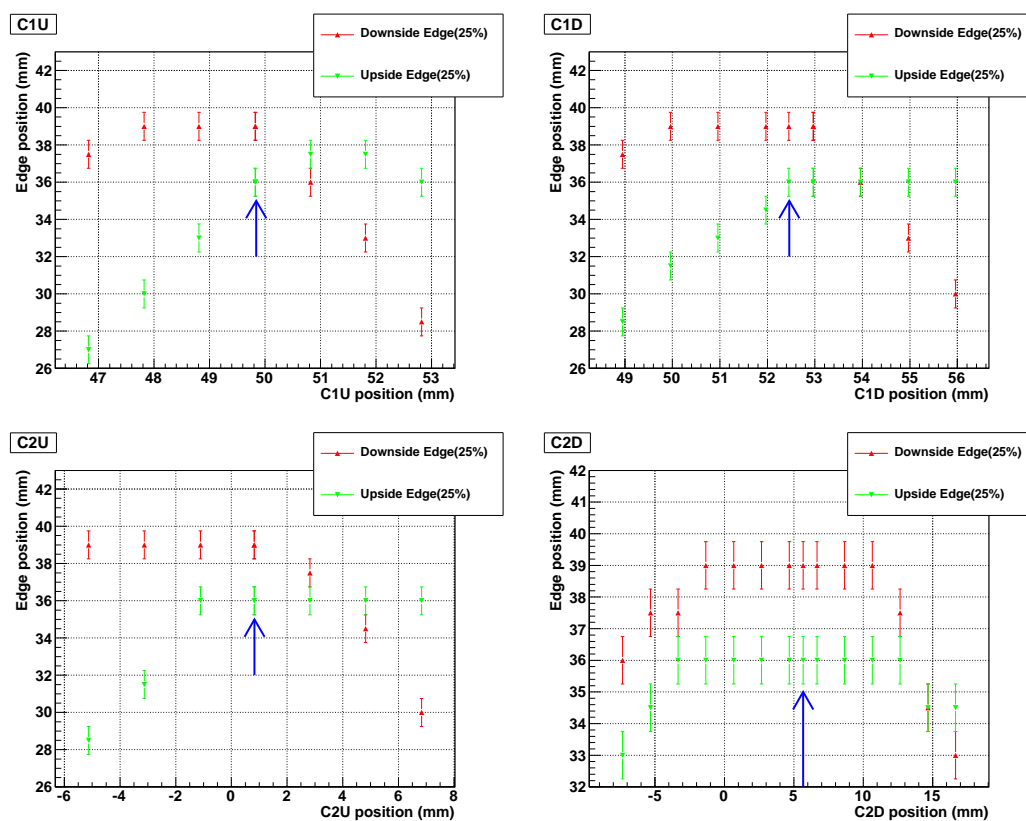 C1U
Downside Edge(25%)
Upside Edge(25%)
Edge position (mm)
42
40
38
36
34
32
30
28
26
47 48 49 50 51 52 53
C1U position (mm)
C1D
Downside Edge(25%)
Upside Edge(25%)
Edge position (mm)
42
40
38
36
34
32
30
28
26
49 50 51 52 53 54 55 56
C1D position (mm)
C2U
Downside Edge(25%)
Upside Edge(25%)
Edge position (mm)
42
40
38
36
34
32
30
28
26
-6 -4 -2 0 2 4 6 8
C2U position (mm)
C2D
Downside Edge(25%)
Upside Edge(25%)
Edge position (mm)
42
41
40
39
38
37
36
35
34
33
32
-5 0 5 10 15
C2D position (mm)